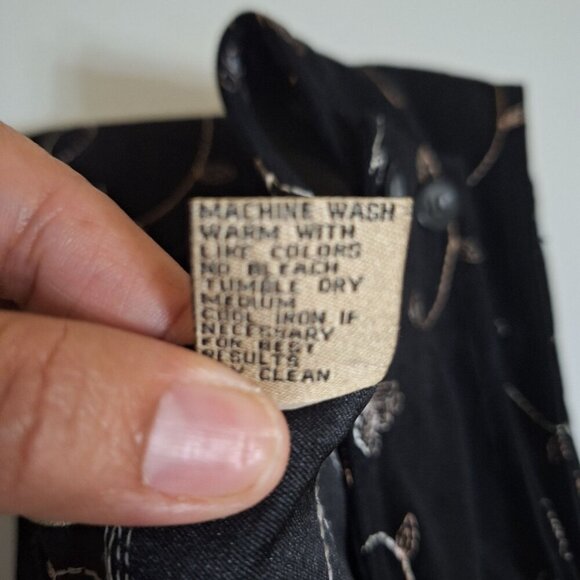 MACHINE WASH
WARM WITH
LIKE COLORS
NO BLEACH
TUMBLE DRY
MEDIUM
COOL IRON IF
NECESSARY
FOR BEST
RESULTS
CLEAN